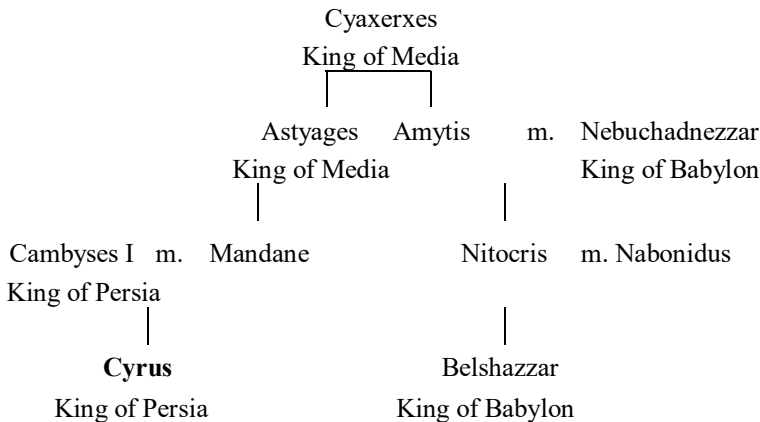 Cyaxerxes
King of Media
Astyages Amytis m. Nebuchadnezzar
King of Media King of Babylon
Cambyses I m. Mandane Nitocris m. Nabonidus
King of Persia
Cyrus Belshazzar
King of Persia King of Babylon